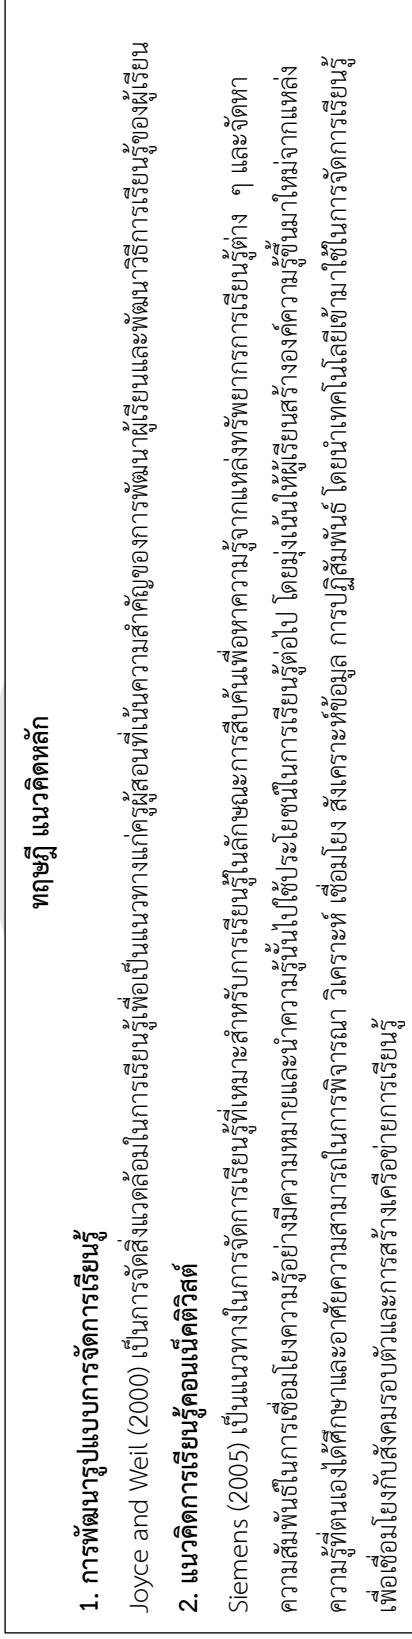 ทฤษฎี แนวคิดหลัก
1. การพัฒนารูปแบบการจัดการเรียนรู้
Joyce and Weil (2000) เป็นการจัดสิ่งแวดล้อมในการเรียนรู้เพื่อเป็นแนวทางแก่ครูผู้สอนที่เน้นความสำคัญของการพัฒนาผู้เรียนและพัฒนาวิธีการเรียนรู้ของผู้เรียน
2. แนวคิดการเรียนรู้คอนเน็คติวิสต์
Siemens (2005) เป็นแนวทางในการจัดการเรียนรู้ที่เหมาะสำหรับการเรียนรู้ในลักษณะการสืบค้นเพื่อหาความรู้จากแหล่งทรัพยากรการเรียนรู้ต่าง ๆ และจัดหา
ความสัมพันธ์ในการเชื่อมโยงความรู้อย่างมีความหมายและนำความรู้นั้นไปใช้ประโยชน์ในการเรียนรู้ต่อไป โดยมุ่งเน้นให้ผู้เรียนสร้างองค์ความรู้ขึ้นมาใหม่จากแหล่ง
ความรู้ที่ตนเองได้ศึกษาและอาศัยความสามารถในการพิจารณา วิเคราะห์ เชื่อมโยง สังเคราะห์ข้อมูล การปฏิสัมพันธ์ โดยนำเทคโนโลยีเข้ามาใช้ในการจัดการเรียนรู้
เพื่อเชื่อมโยงกับสังคมรอบตัวและการสร้างเครือข่ายการเรียนรู้